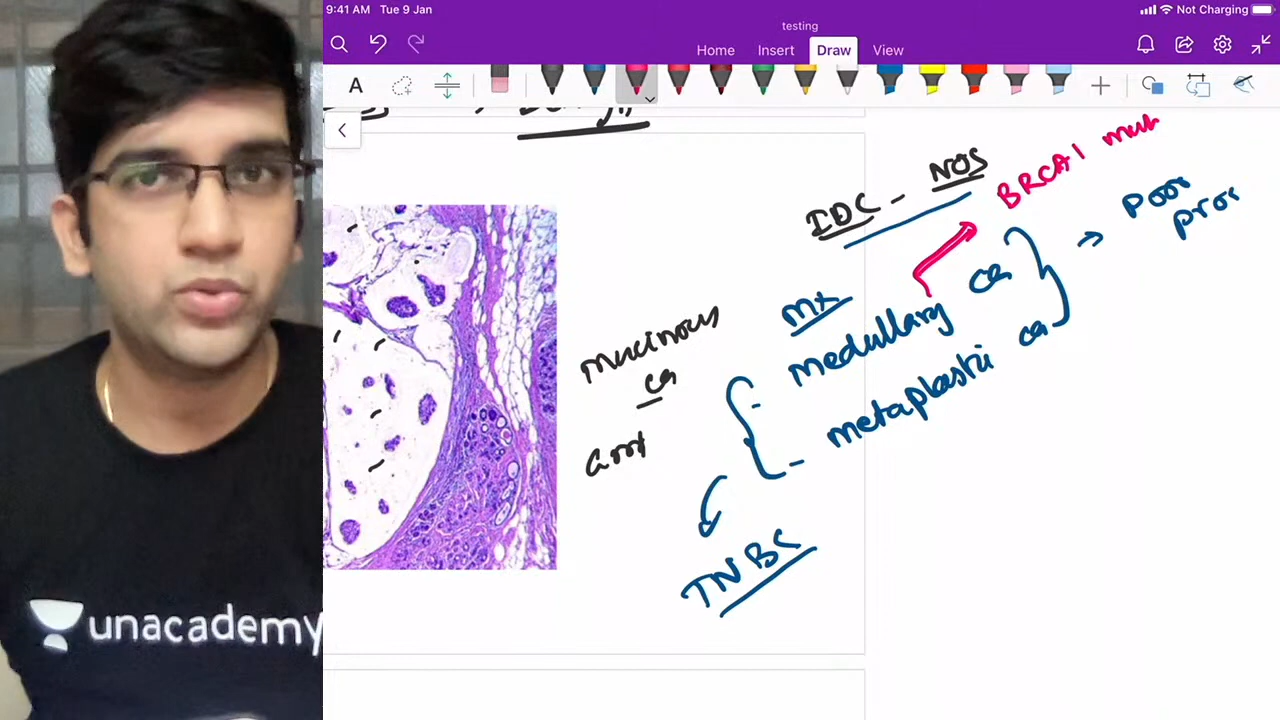 9:41 AM Tue 9 Jan
Not Charging
testing
Home Insert Draw View
A
IDC - NOS
BRCA1 mut
Poor
pro
mucinous
ca
mx
- medullary ca
- metaplastic ca
TNBC
unacademy